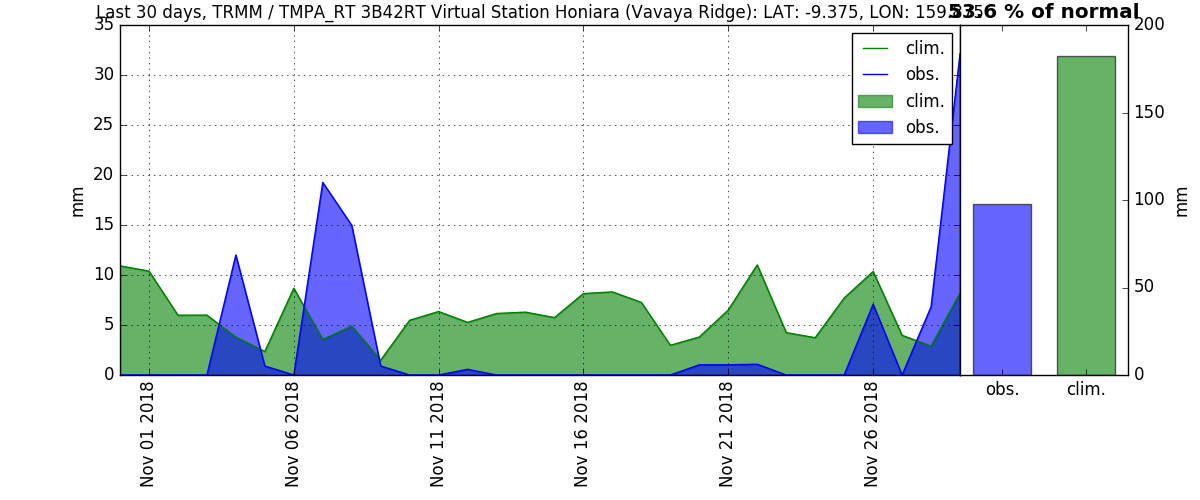 Last 30 days, TRMM / TMPA_RT 3B42RT Virtual Station Honiara (Vavaya Ridge): LAT: -9.375, LON:
53.6 % of normal
35
30
25
20
15
10
5
0
mm
clim.
obs.
clim.
obs.
Nov 01 2018
Nov 06 2018
Nov 11 2018
Nov 16 2018
Nov 21 2018
Nov 26 2018
200
150
100
50
0
mm
obs.
clim.